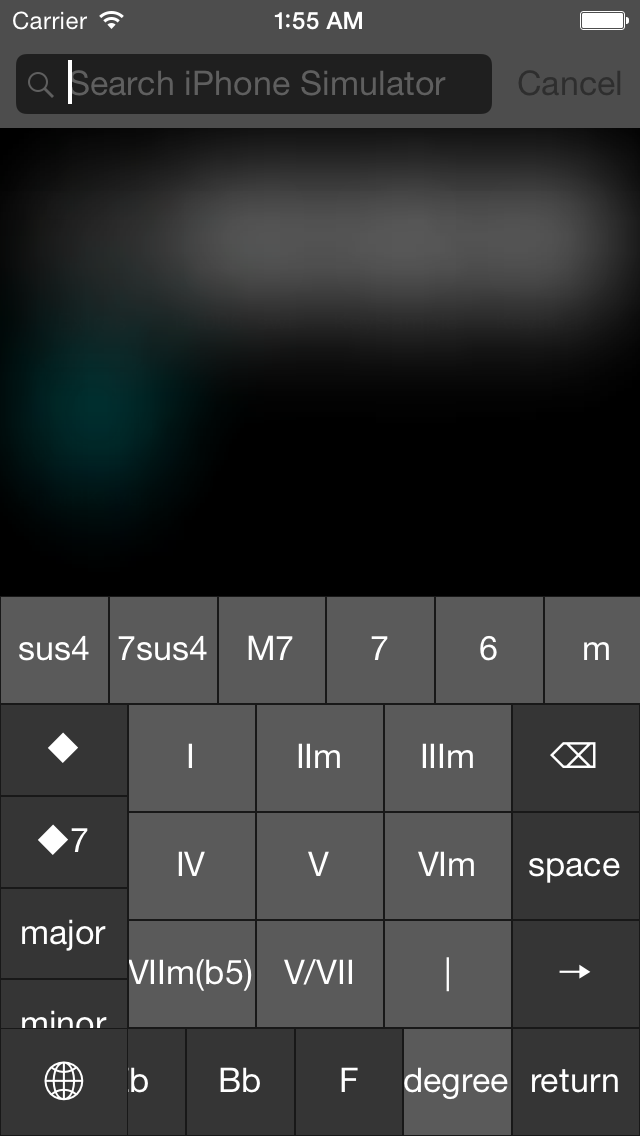 Carrier 1:55 AM
Search iPhone Simulator Cancel
sus4 7sus4 M7 7 6 m
◆ I IIm IIIm
◆7 IV V VIm space
major VIIm(b5) V/VII | →
minor
b Bb F degree return